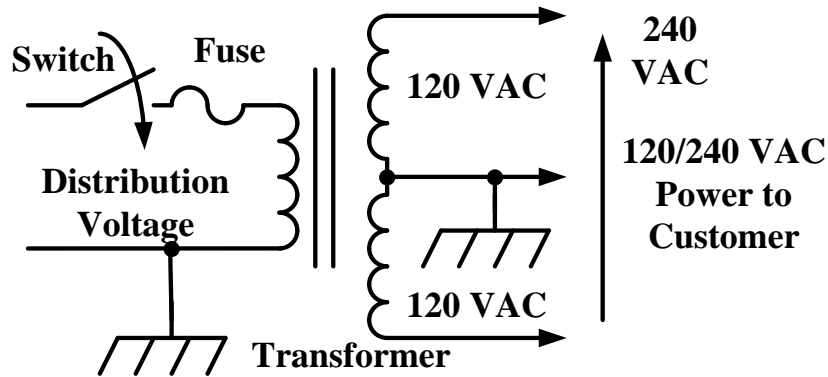 Switch
Fuse
Distribution
Voltage
Transformer
120 VAC
120 VAC
240
VAC
120/240 VAC
Power to
Customer